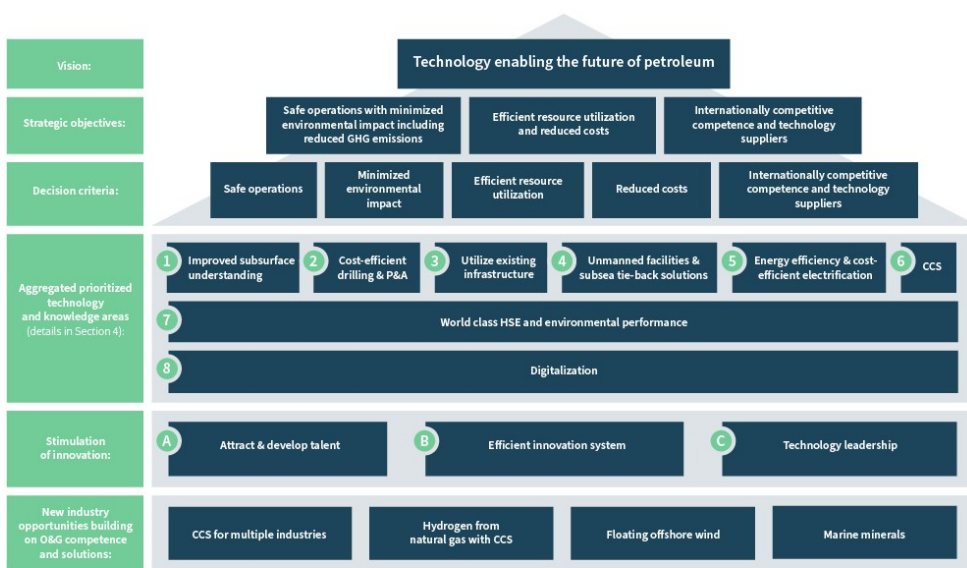 Vision:
Technology enabling the future of petroleum
Strategic objectives:
Safe operations with minimized
environmental impact including
reduced GHG emissions
Efficient resource utilization
and reduced costs
Internationally competitive
competence and technology
suppliers
Decision criteria:
Safe operations
Minimized
environmental
impact
Efficient resource
utilization
Reduced costs
Internationally competitive
competence and technology
suppliers
Aggregated prioritized
technology
and knowledge areas
(details in Section 4):
1
Improved subsurface
understanding
2
Cost-efficient
drilling & P&A
3
Utilize existing
infrastructure
4
Unmanned facilities &
subsea tie-back solutions
5
Energy efficiency & cost-
efficient electrification
6
CCS
7
World class HSE and environmental performance
8
Digitalization
Stimulation
of innovation:
A
Attract & develop talent
B
Efficient innovation system
C
Technology leadership
New industry
opportunities building
on O&G competence
and solutions:
CCS for multiple industries
Hydrogen from
natural gas with CCS
Floating offshore wind
Marine minerals